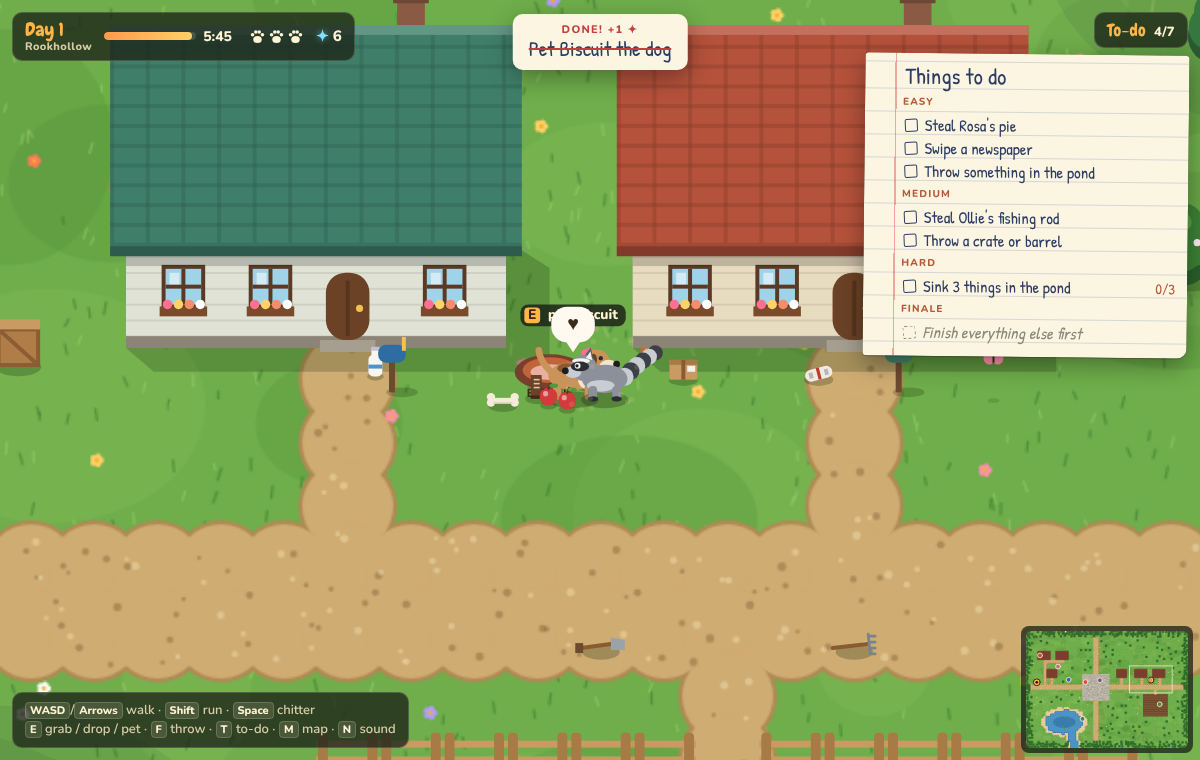 Day 1
Rookhollow
5:45
6
DONE! +1
Pet Biscuit the dog
To-do 4/7
Things to do
EASY
Steal Rosa's pie
Swipe a newspaper
Throw something in the pond
MEDIUM
Steal Ollie's fishing rod
Throw a crate or barrel
HARD
Sink 3 things in the pond 0/3
FINALE
Finish everything else first
E
WASD/Arrows walk · Shift run · Space chitter
E grab / drop / pet · F throw · T to-do · M map · N sound